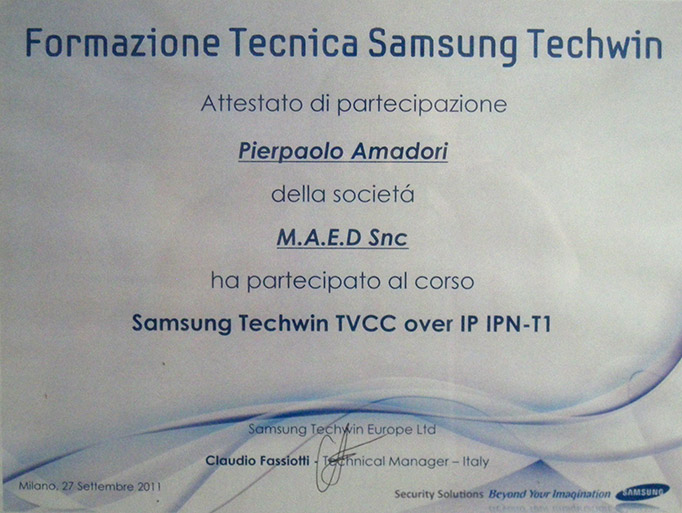 Formazione Tecnica Samsung Techwin
Attestato di partecipazione
Pierpaolo Amadori
della societá
M.A.E.D Snc
ha partecipato al corso
Samsung Techwin TVCC over IP IPN-T1
Samsung Techwin Europe Ltd
Claudio Fassiotti - Technical Manager – Italy
Milano, 27 Settembre 2011
Security Solutions Beyond Your Imagination SAMSUNG